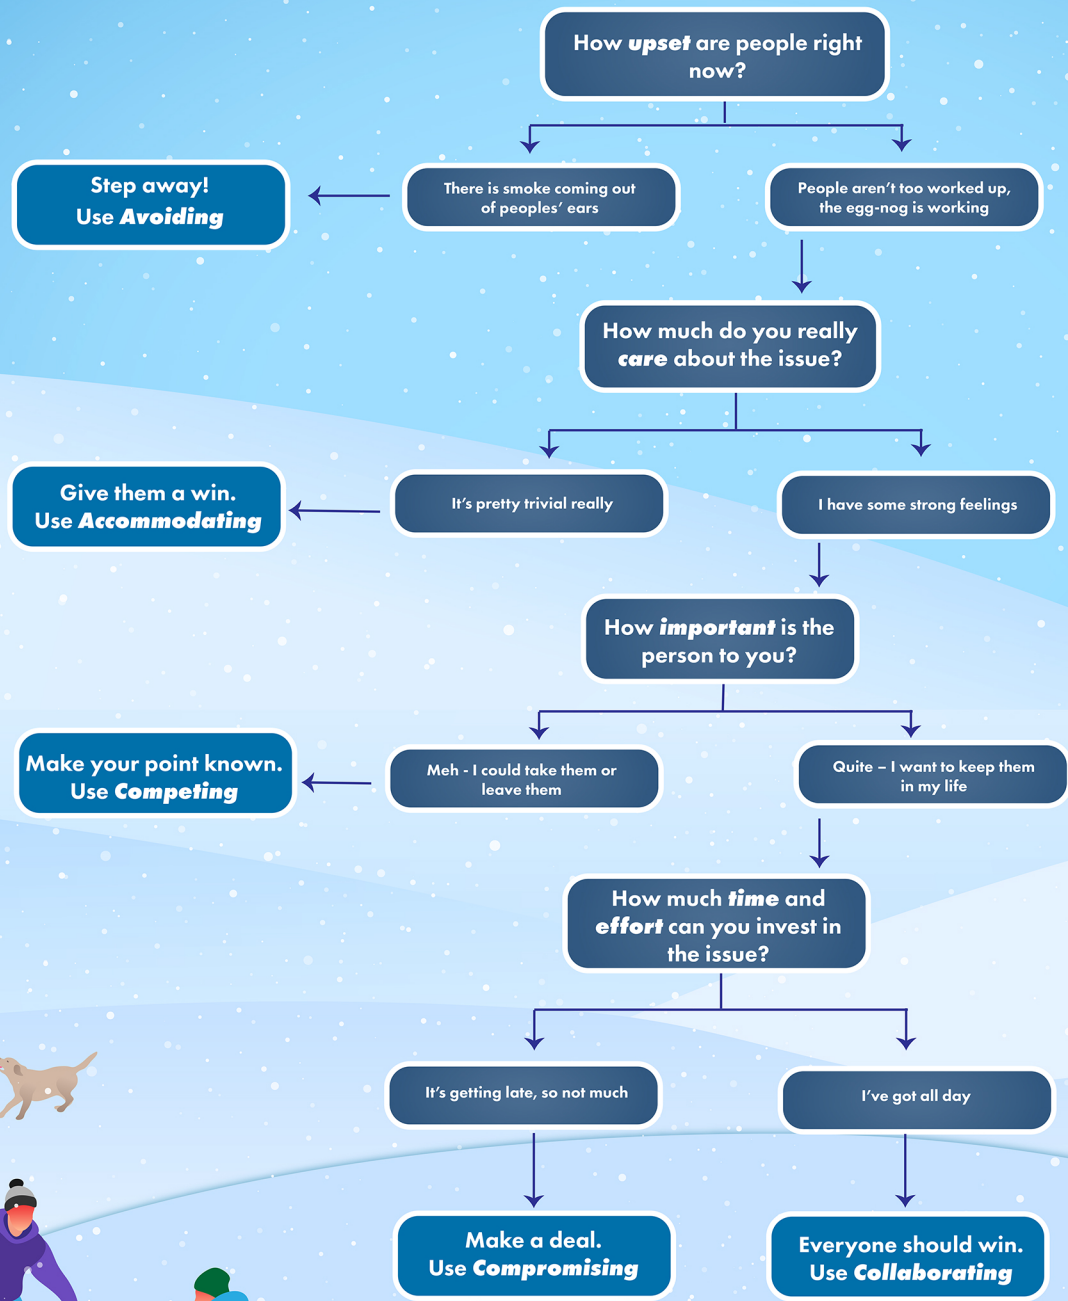 How upset are people right
now?
Step away!
Use Avoiding
There is smoke coming out
of peoples’ ears
People aren’t too worked up,
the egg-nog is working
How much do you really
care about the issue?
Give them a win.
Use Accommodating
It’s pretty trivial really
I have some strong feelings
How important is the
person to you?
Make your point known.
Use Competing
Meh - I could take them or
leave them
Quite – I want to keep them
in my life
How much time and
effort can you invest in
the issue?
It’s getting late, so not much
I’ve got all day
Make a deal.
Use Compromising
Everyone should win.
Use Collaborating